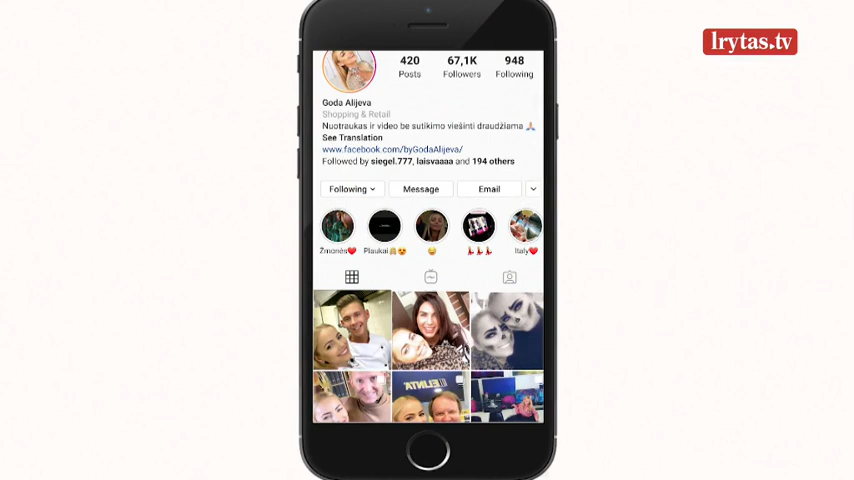 lrytas.tv
420 67,1K 948
Posts Followers Following
Goda Alijeva
Shopping & Retail
Nuotraukas ir video be sutikimo viešinti draudžiama 🙏🏻
See Translation
www.facebook.com/byGodaAlijeva/
Followed by siegel.777, laisvaaaa and 194 others
Following Message Email
Žmonės❤️ Plaukai🙈😍 😄 💃💃💃 Italy❤️